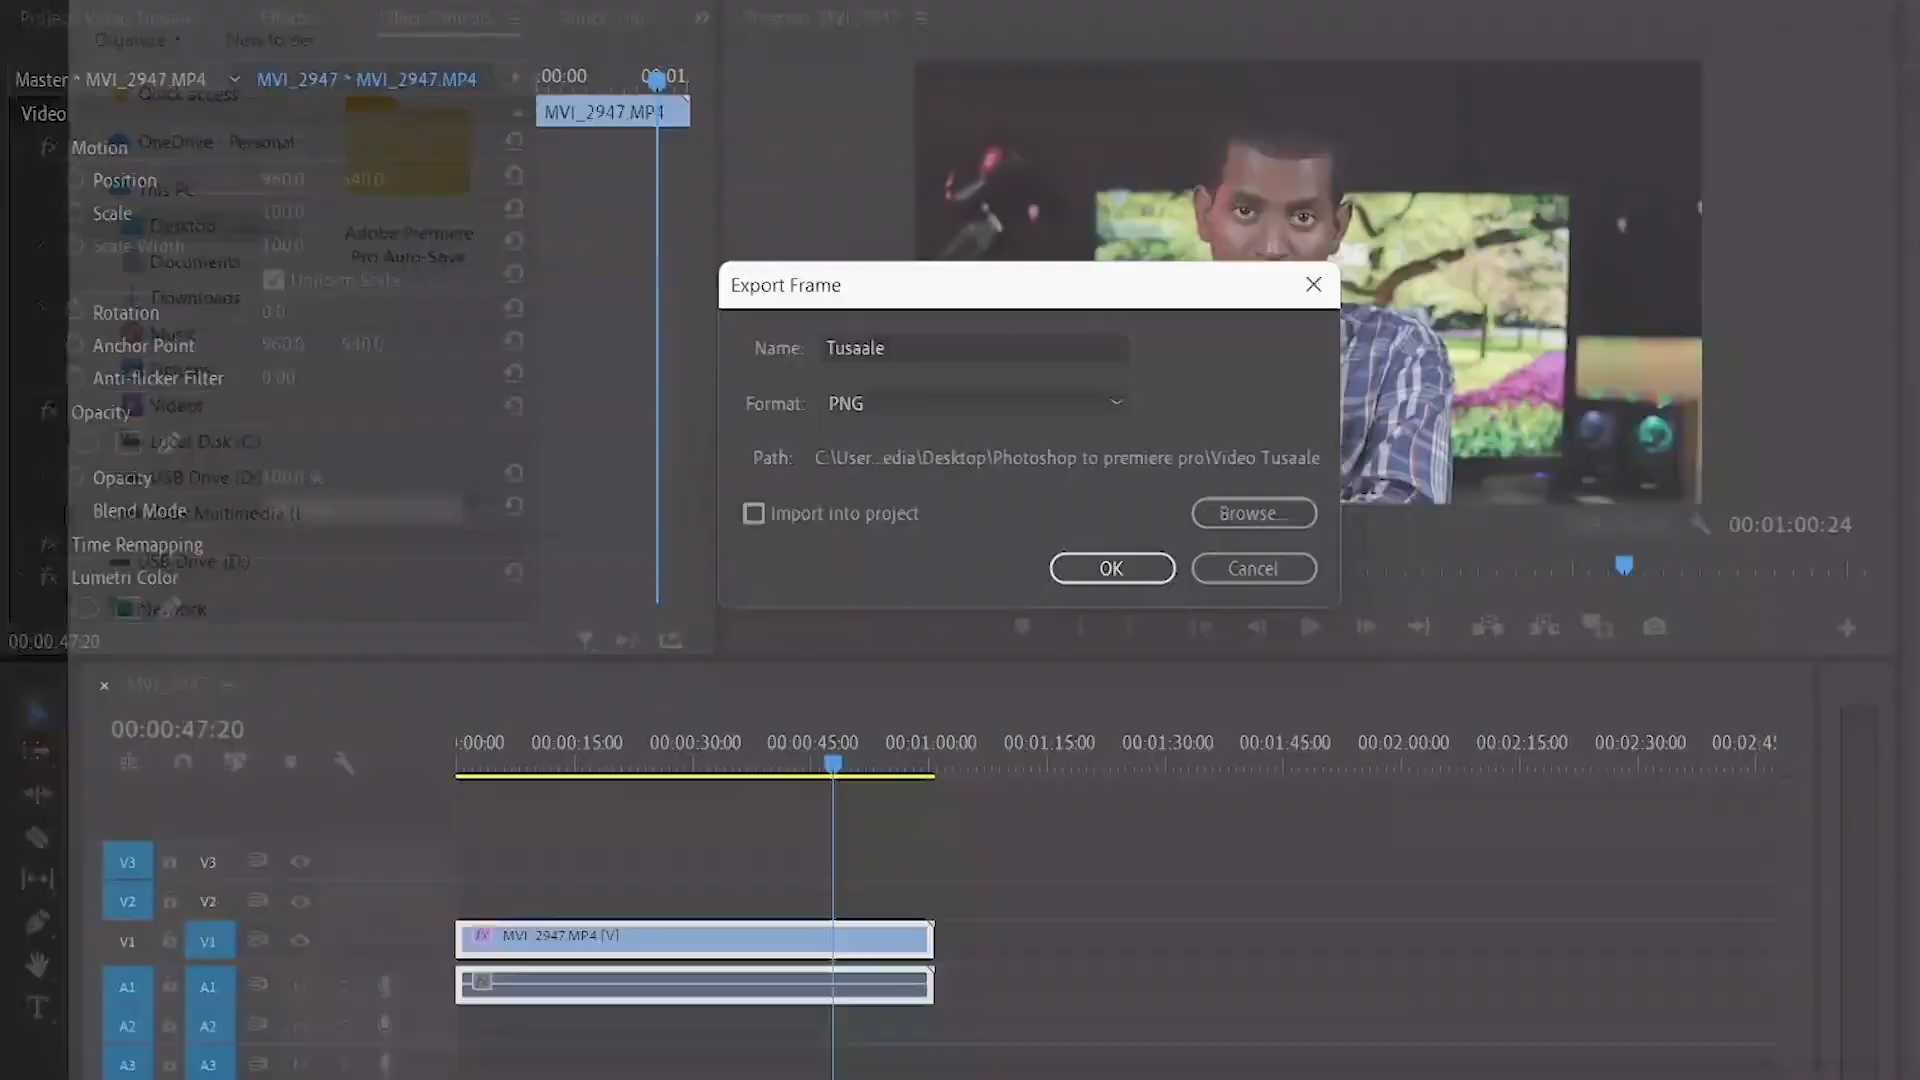 Effect Controls
Organize
New folder
Master * MVI_2947.MP4
MVI_2947 * MVI_2947.MP4
:00:00
00:01
Quick access
Video
MVI_2947.MP4
fx Motion
OneDrive - Personal
Position 960.0 540.0
This PC
Scale 100.0
Desktop
Scale Width 100.0
Adobe Premiere
Pro Auto-Save
Documents
Uniform Scale
Downloads
Rotation 0.0
Music
Anchor Point 960.0 540.0
Anti-flicker Filter 0.00
Videos
fx Opacity
Local Disk (C:)
Opacity 100.0 %
USB Drive (D:)
Blend Mode
Multimedia (L
fx Time Remapping
USB Drive (D:)
fx Lumetri Color
Network
00:00:47:20
Export Frame
Name: Tusaale
Format: PNG
Path: C:\User...edia\Desktop\Photoshop to premiere pro\Video Tusaale
Import into project
Browse...
OK
Cancel
00:01:00:24
MVI_2947
00:00:47:20
:00:00 00:00:15:00 00:00:30:00 00:00:45:00 00:01:00:00 00:01:15:00 00:01:30:00 00:01:45:00 00:02:00:00 00:02:15:00 00:02:30:00 00:02:45:
V3 V3
V2 V2
V1 V1
fx MVI_2947.MP4 [V]
A1 A1
fx
A2 A2
A3 A3